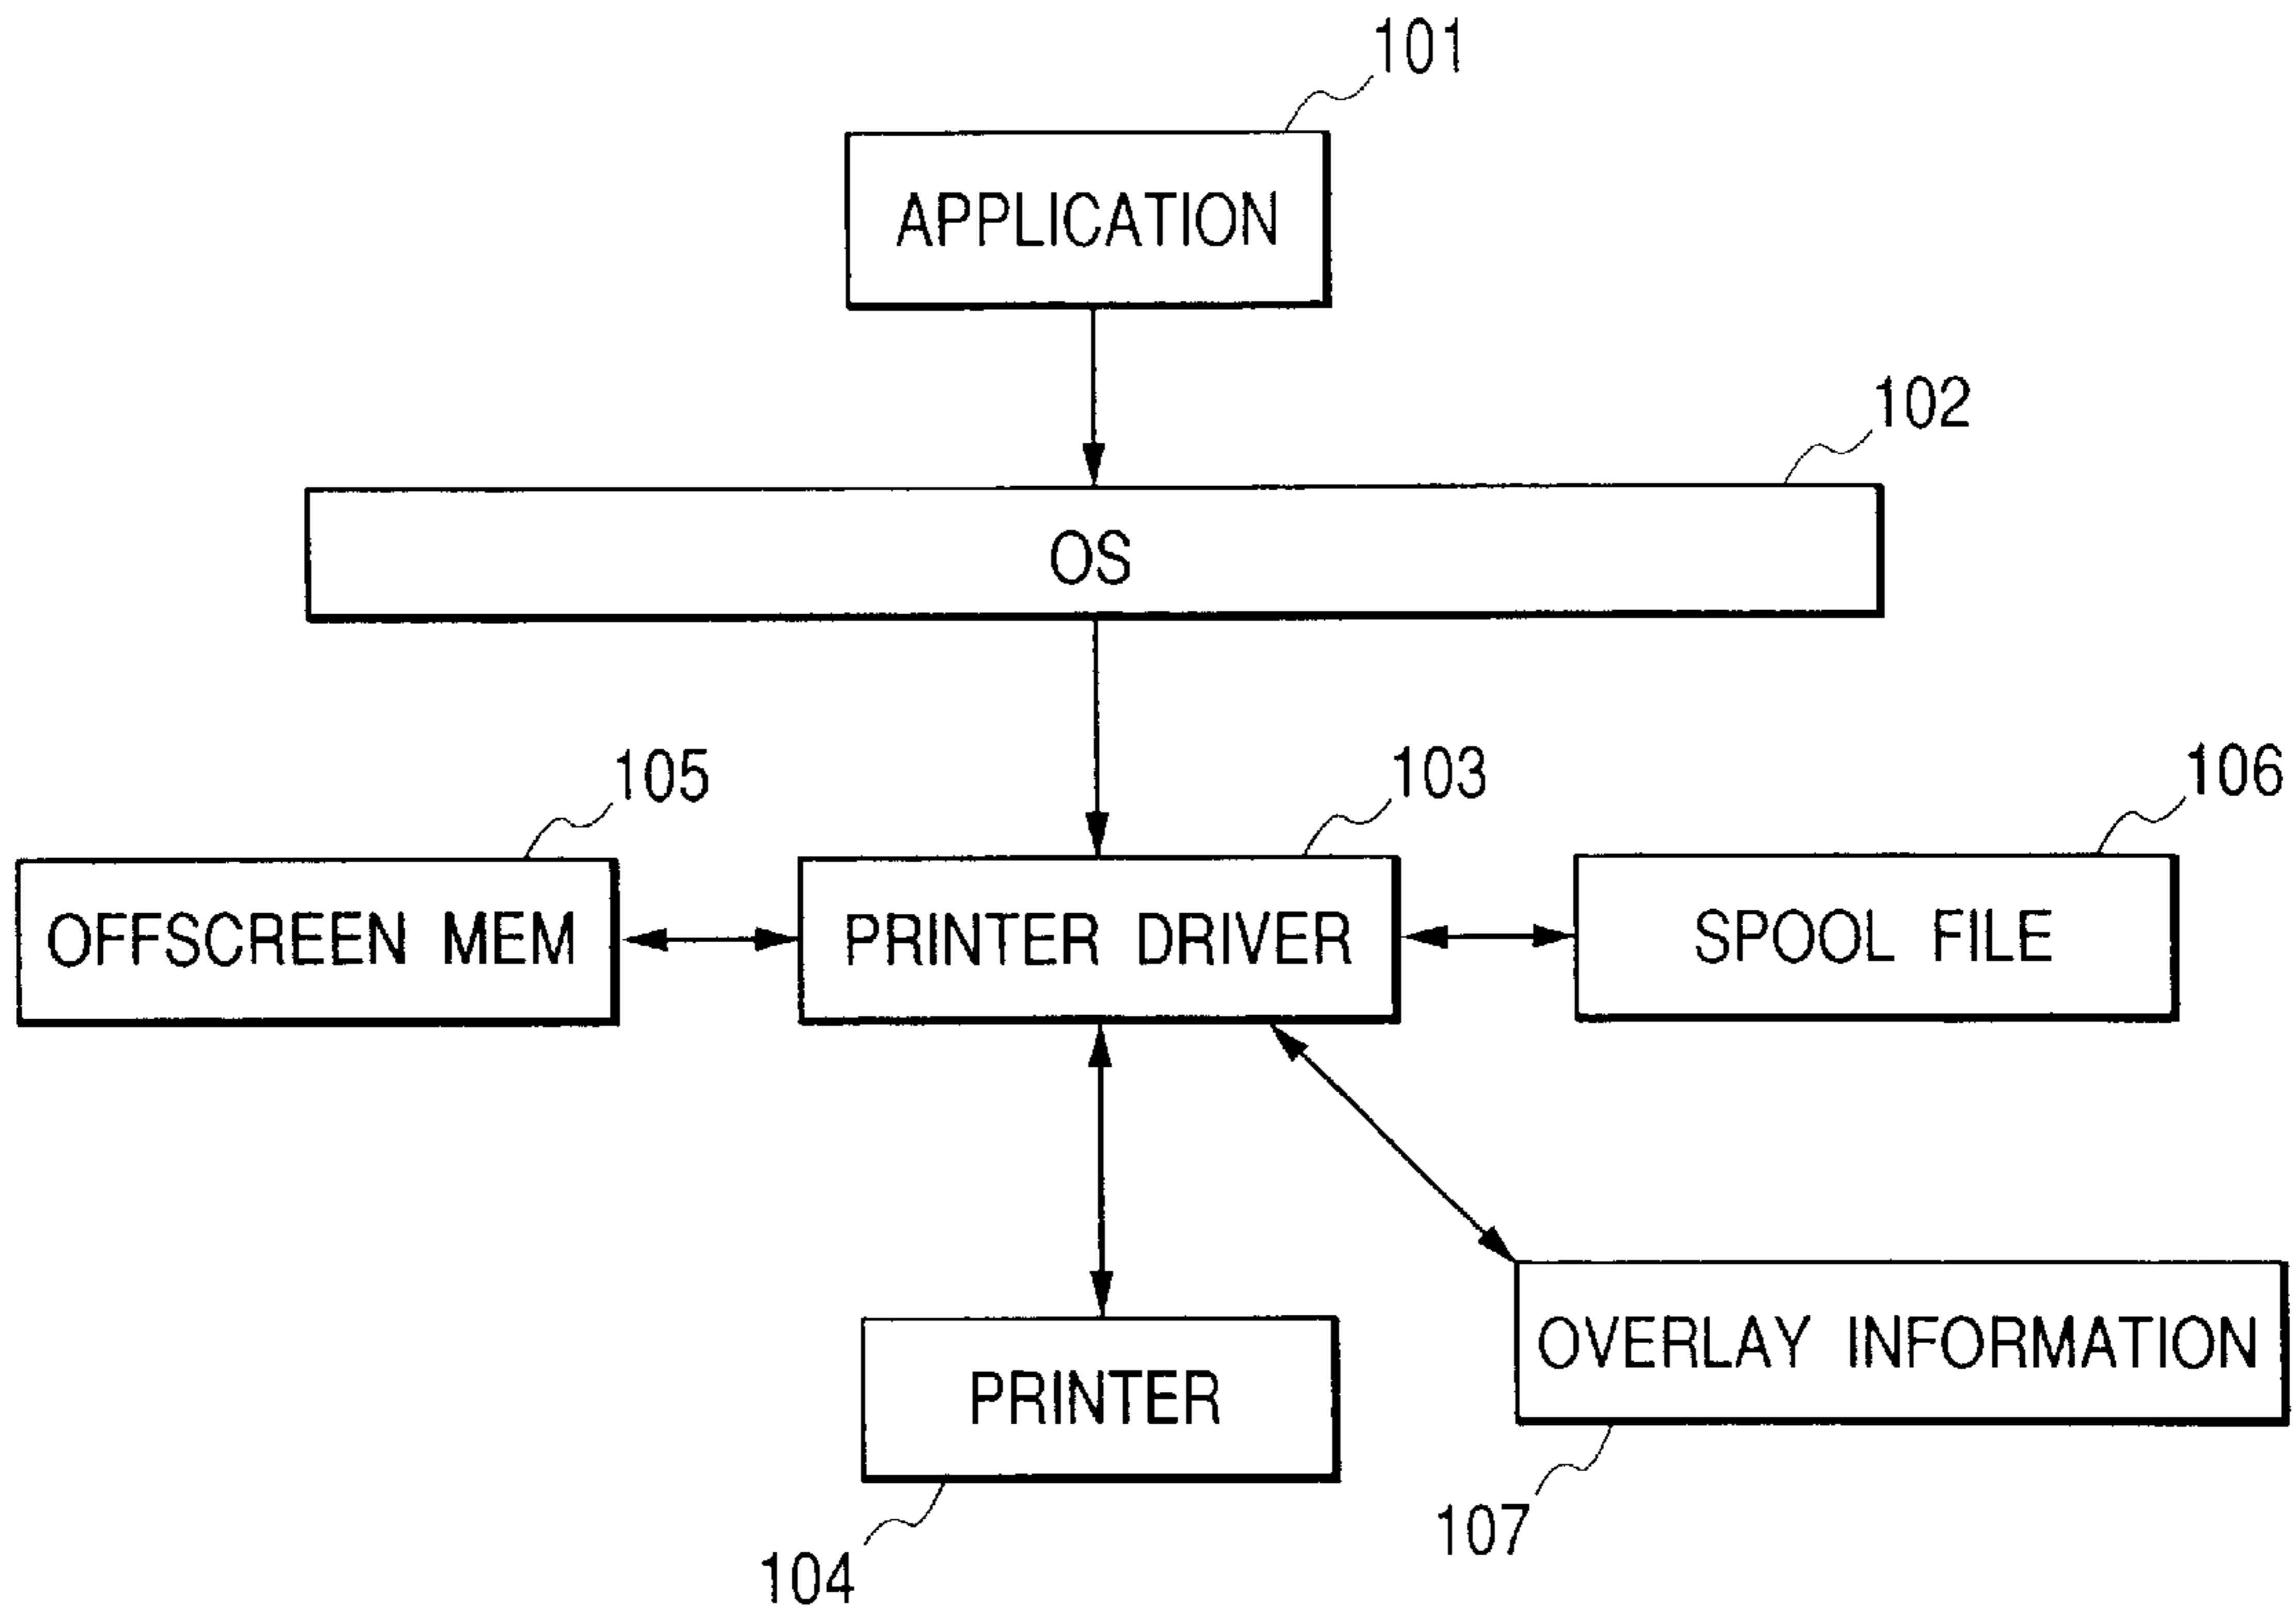 101
APPLICATION
102
OS
105
103
106
OFFSCREEN MEM
PRINTER DRIVER
SPOOL FILE
PRINTER
OVERLAY INFORMATION
104
107